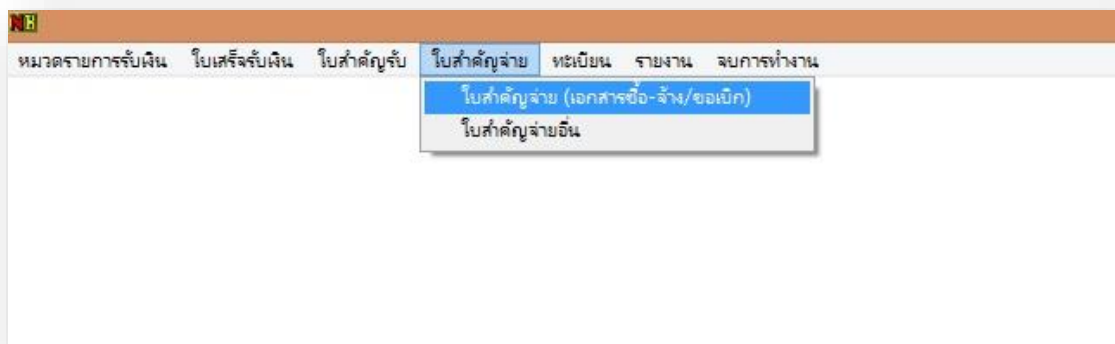 NH
หมวดรายการรับเงิน ใบเสร็จรับเงิน ใบสำคัญรับ ใบสำคัญจ่าย ทะเบียน รายงาน จบการทำงาน
ใบสำคัญจ่าย (เอกสารซื้อ-จ้าง/ขอเบิก)
ใบสำคัญจ่ายอื่น